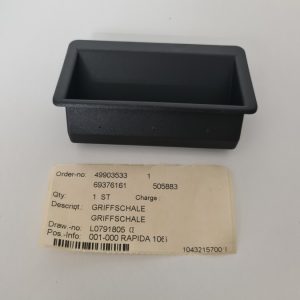 Order-no: 49903533 1
69376161 505883
Qty: 1 ST Charge
Descript.: GRIFFSCHALE
GRIFFSCHALE
Draw.-no: L0791805
Pos.-Info: 001-000 RAPIDA 106
1043215700